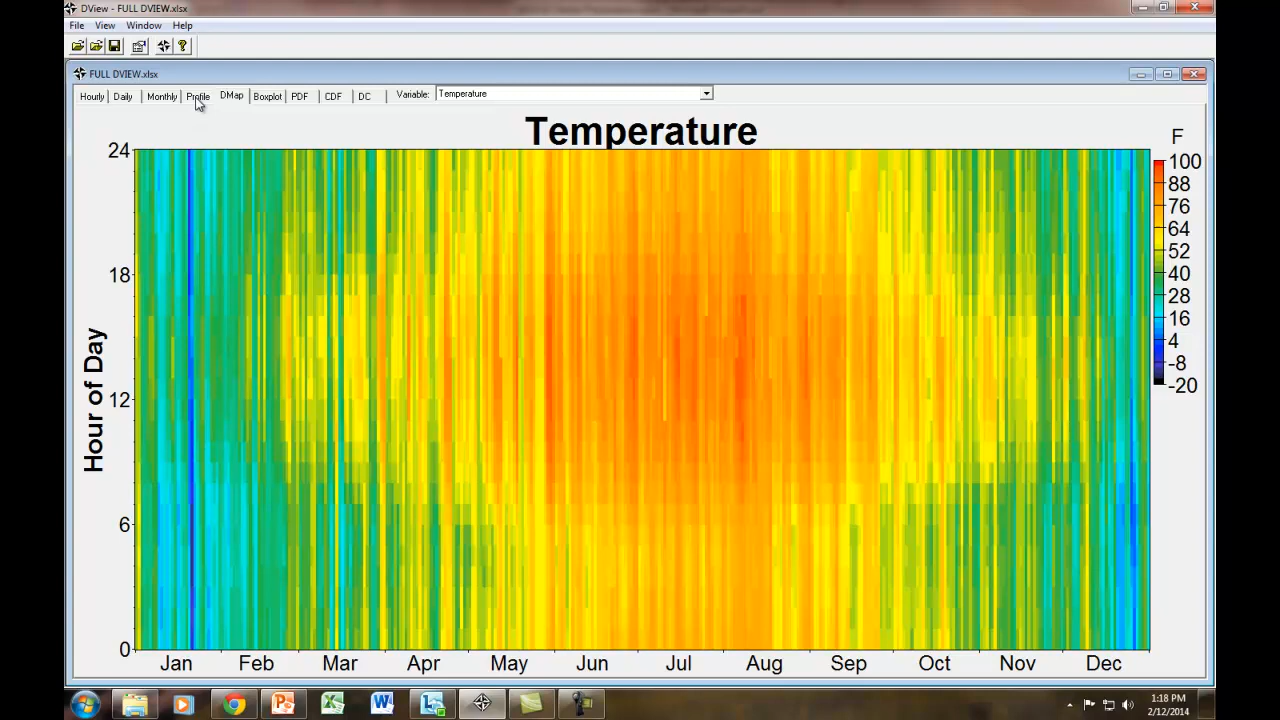 DView - FULL DVIEW.xlsx
File View Window Help
FULL DVIEW.xlsx
Hourly Daily Monthly Profile DMap Boxplot PDF CDF DC Variable: Temperature
Temperature
F
24
18
12
6
0
Hour of Day
100
88
76
64
52
40
28
16
4
-8
-20
Jan Feb Mar Apr May Jun Jul Aug Sep Oct Nov Dec
1:18 PM
2/12/2014